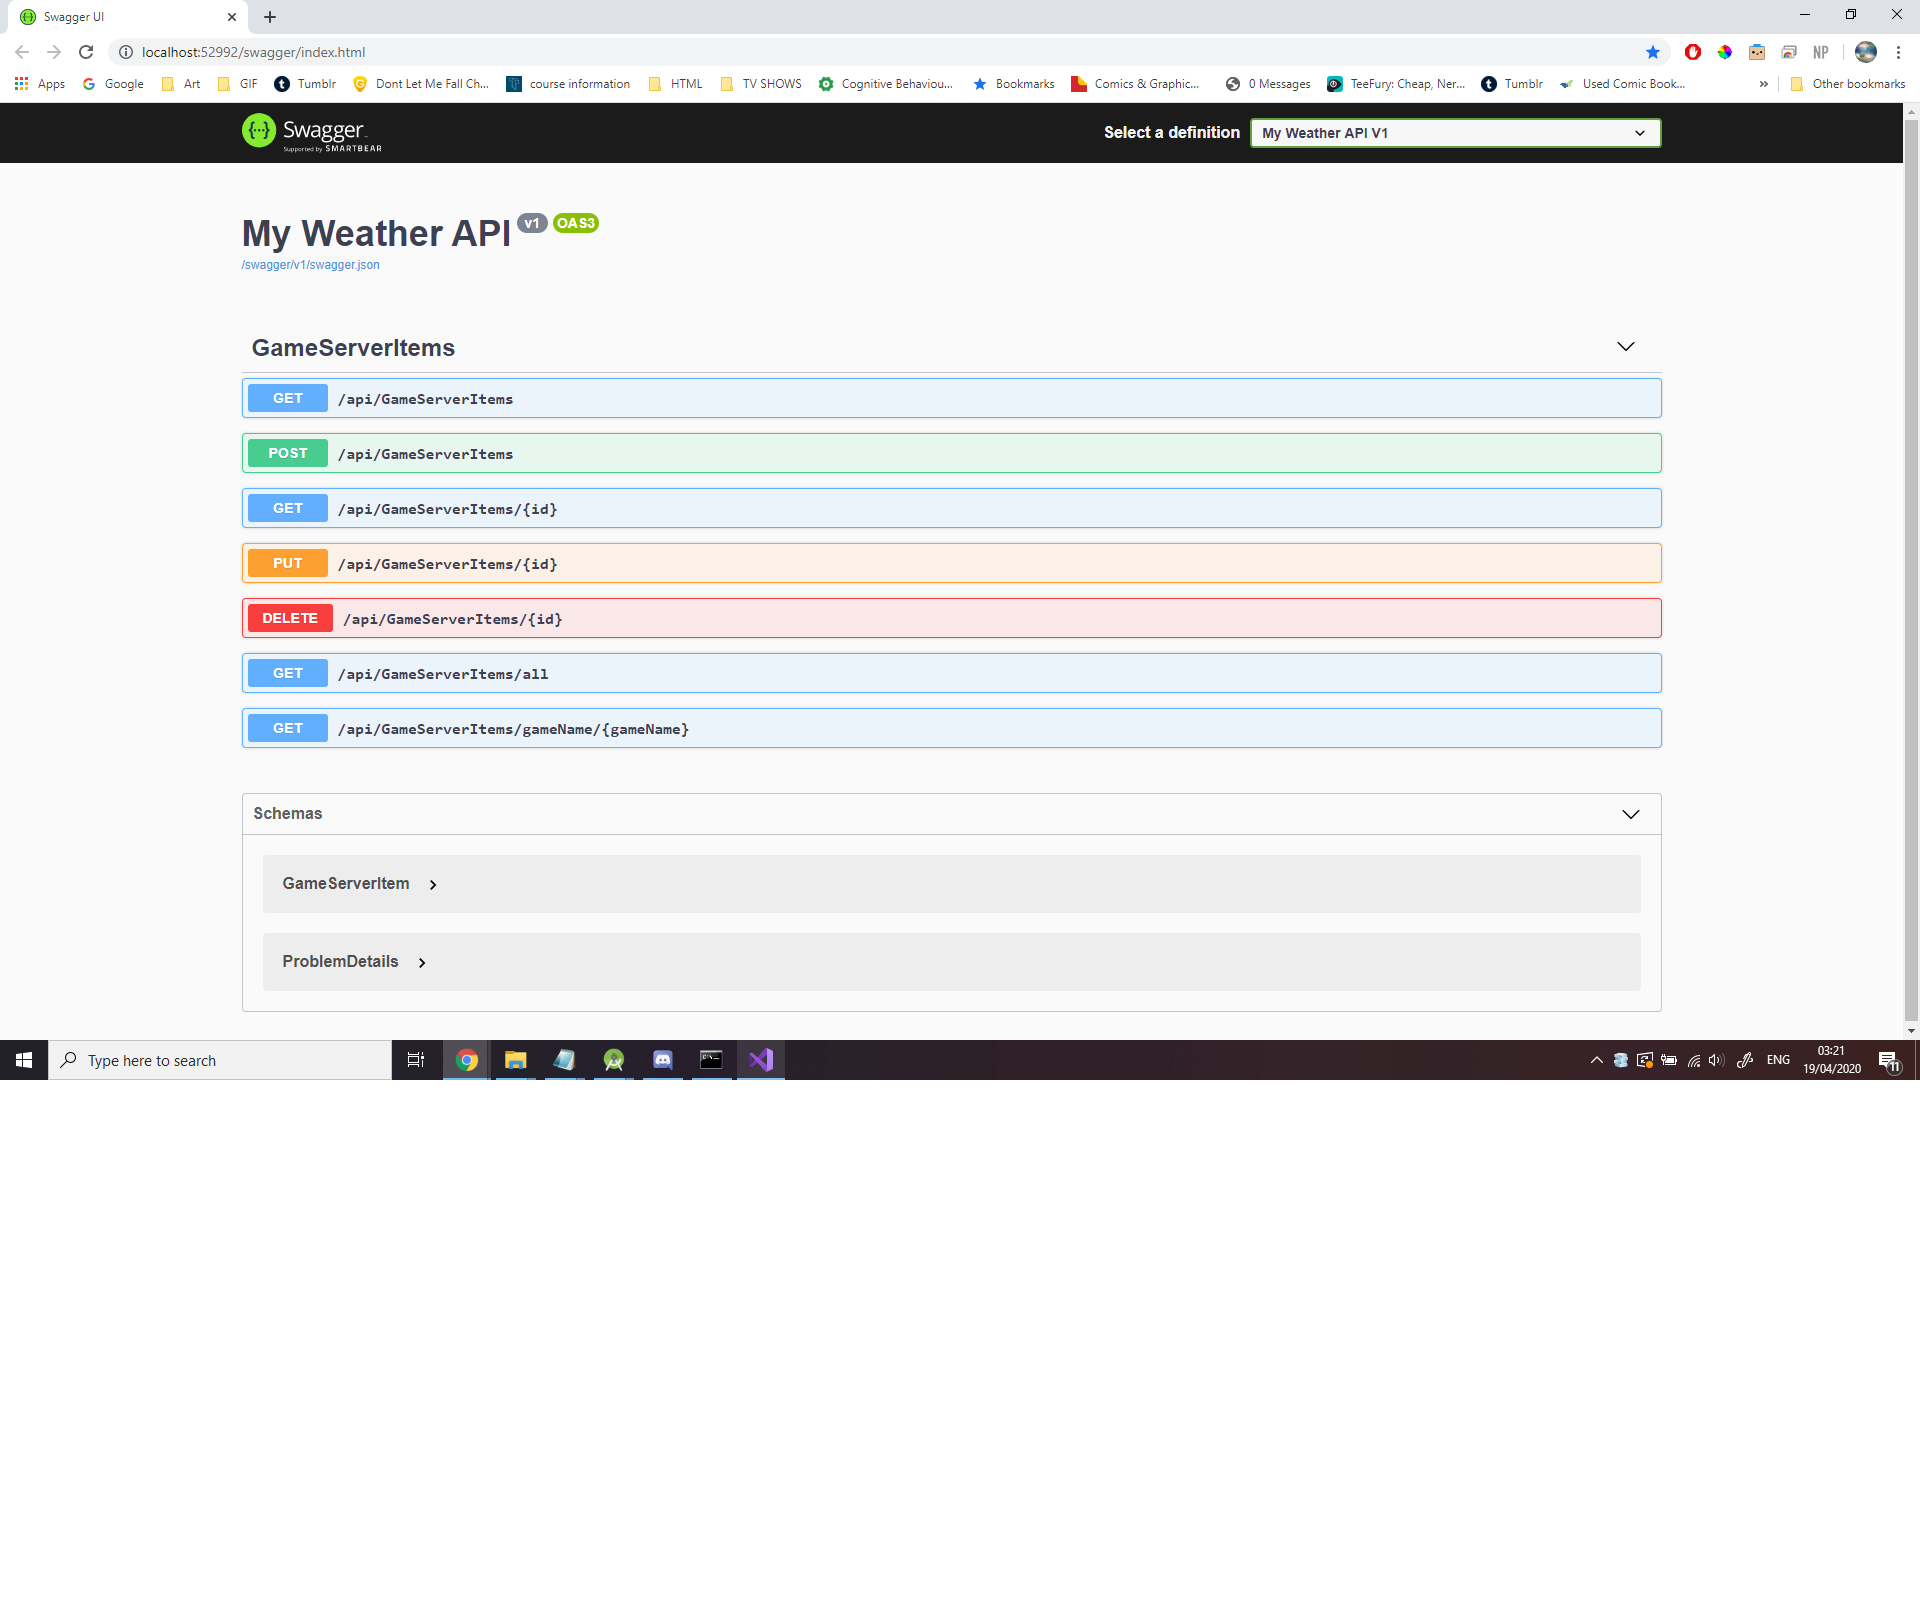 Swagger UI
localhost:52992/swagger/index.html
NP
Apps Google Art GIF Tumblr Dont Let Me Fall Ch... course information HTML TV SHOWS Cognitive Behaviou... Bookmarks Comics & Graphic... 0 Messages TeeFury: Cheap, Ner... Tumblr Used Comic Book... » Other bookmarks
Swagger
Supported by SMARTBEAR
Select a definition My Weather API V1
My Weather API v1 OAS3
/swagger/v1/swagger.json
GameServerItems
GET /api/GameServerItems
POST /api/GameServerItems
GET /api/GameServerItems/{id}
PUT /api/GameServerItems/{id}
DELETE /api/GameServerItems/{id}
GET /api/GameServerItems/all
GET /api/GameServerItems/gameName/{gameName}
Schemas
GameServerItem
ProblemDetails
Type here to search
ENG
03:21
19/04/2020
11